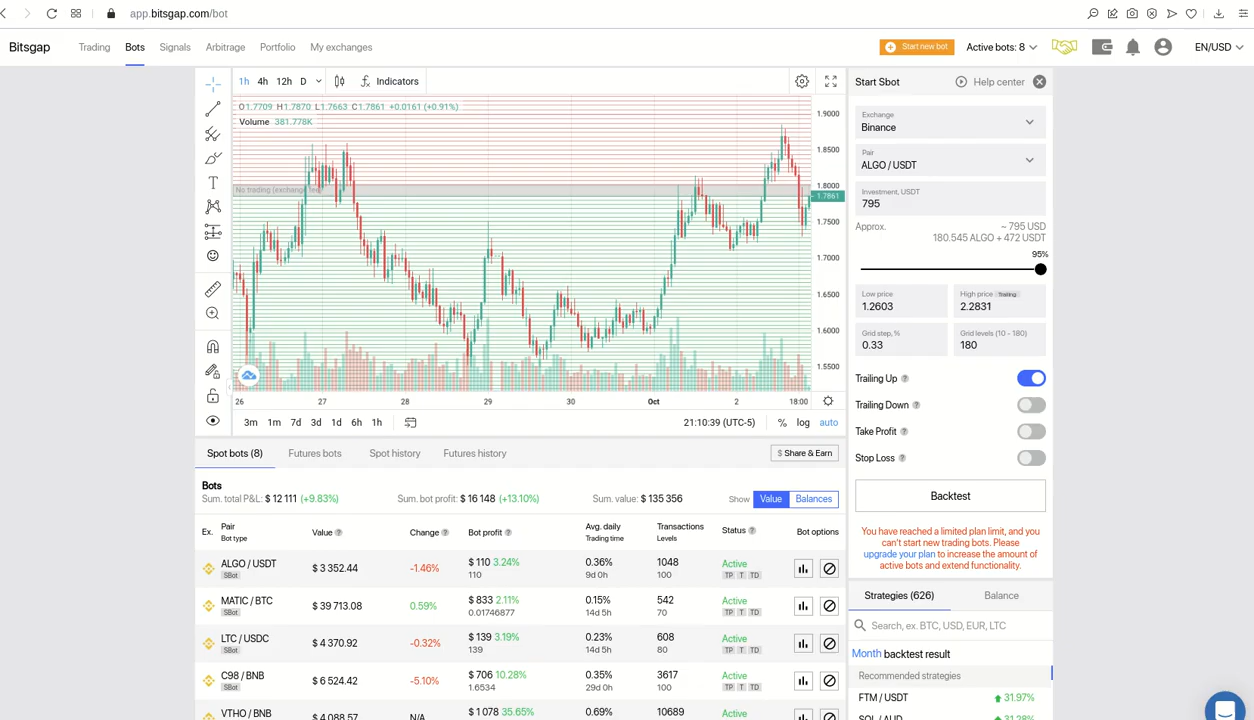 app.bitsgap.com/bot
Bitsgap Trading Bots Signals Arbitrage Portfolio My exchanges Start new bot Active bots: 8 EN/USD
1h 4h 12h D Indicators
O1.7709 H1.7870 L1.7663 C1.7861 +0.0161 (+0.91%)
Volume 381.778K
No trading (exchange fee)
1.9000
1.8500
1.8000
1.7861
1.7500
1.7000
1.6500
1.6000
1.5500
26 27 28 29 30 Oct 2 18:00
3m 1m 7d 3d 1d 6h 1h 21:10:39 (UTC-5) % log auto
Start Sbot Help center
Exchange
Binance
Pair
ALGO / USDT
Investment, USDT
795
Approx. ~ 795 USD
180.545 ALGO + 472 USDT
95%
Low price High price Trailing
1.2603 2.2831
Grid step, % Grid levels (10 - 180)
0.33 180
Trailing Up ?
Trailing Down ?
Take Profit ?
Stop Loss ?
Backtest
You have reached a limited plan limit, and you
can't start new trading bots. Please
upgrade your plan to increase the amount of
active bots and extend functionality.
Strategies (626) Balance
Search, ex. BTC, USD, EUR, LTC
Month backtest result
Recommended strategies
FTM / USDT 31.97%
SOL / AUD 31.28%
Spot bots (8) Futures bots Spot history Futures history $ Share & Earn
Bots
Sum. total P&L: $ 12 111 (+9.83%) Sum. bot profit: $ 16 148 (+13.10%) Sum. value: $ 135 356 Show Value Balances
Ex. Pair Value ? Change ? Bot profit ? Avg. daily Transactions Status ? Bot options
Bot type Trading time Levels
ALGO / USDT $ 3 352.44 -1.46% $ 110 3.24% 0.36% 1048 Active
SBot 110 9d 0h 100 TP T TD
MATIC / BTC $ 39 713.08 0.59% $ 833 2.11% 0.15% 542 Active
SBot 0.01746877 14d 5h 70 TP T TD
LTC / USDC $ 4 370.92 -0.32% $ 139 3.19% 0.23% 608 Active
SBot 139 14d 5h 80 TP T TD
C98 / BNB $ 6 524.42 -5.10% $ 706 10.28% 0.35% 3617 Active
SBot 1.6534 29d 0h 100 TP T TD
VTHO / BNB $ 4 088.57 N/A $ 1 078 35.65% 0.69% 10689 Active